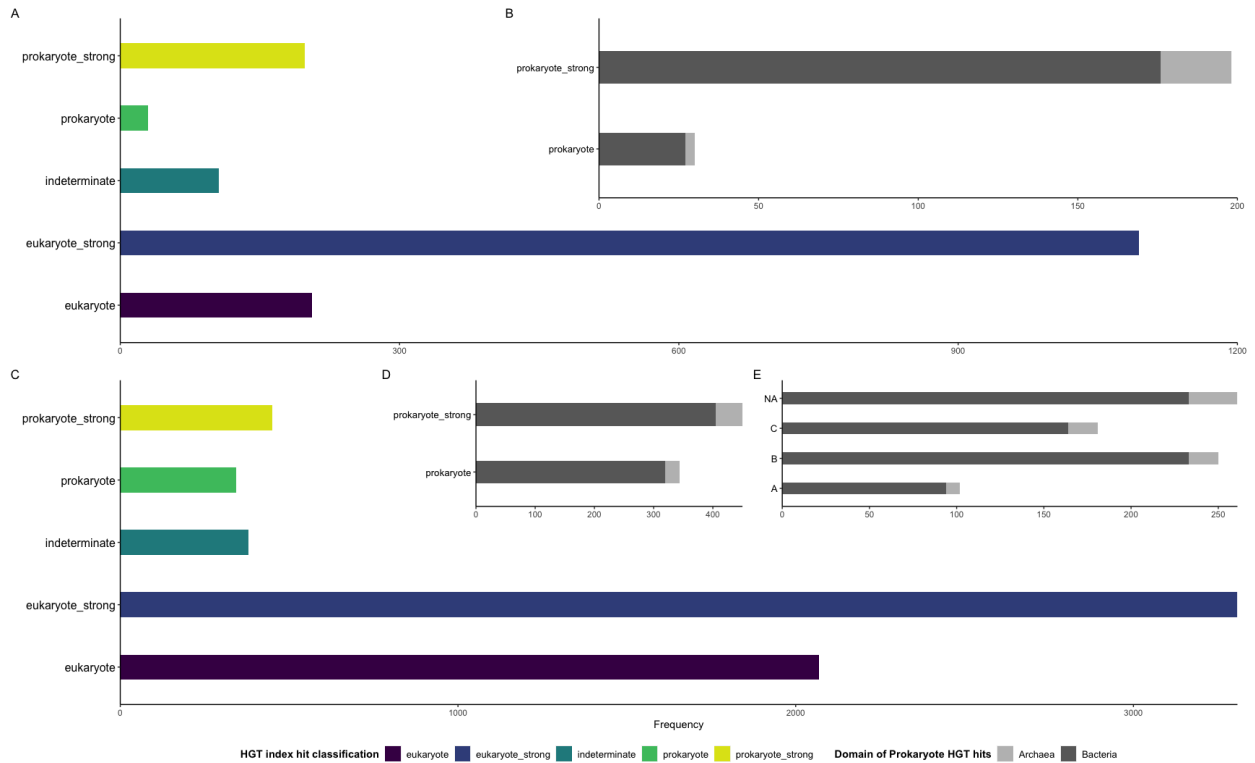 A
prokaryote_strong
prokaryote
indeterminate
eukaryote_strong
eukaryote
0 300 600 900 1200
B
prokaryote_strong
prokaryote
0 50 100 150 200
C
prokaryote_strong
prokaryote
indeterminate
eukaryote_strong
eukaryote
0 1000 2000 3000
Frequency
D
prokaryote_strong
prokaryote
0 100 200 300 400
E
NA
C
B
A
0 50 100 150 200 250
HGT index hit classification eukaryote eukaryote_strong indeterminate prokaryote prokaryote_strong Domain of Prokaryote HGT hits Archaea Bacteria